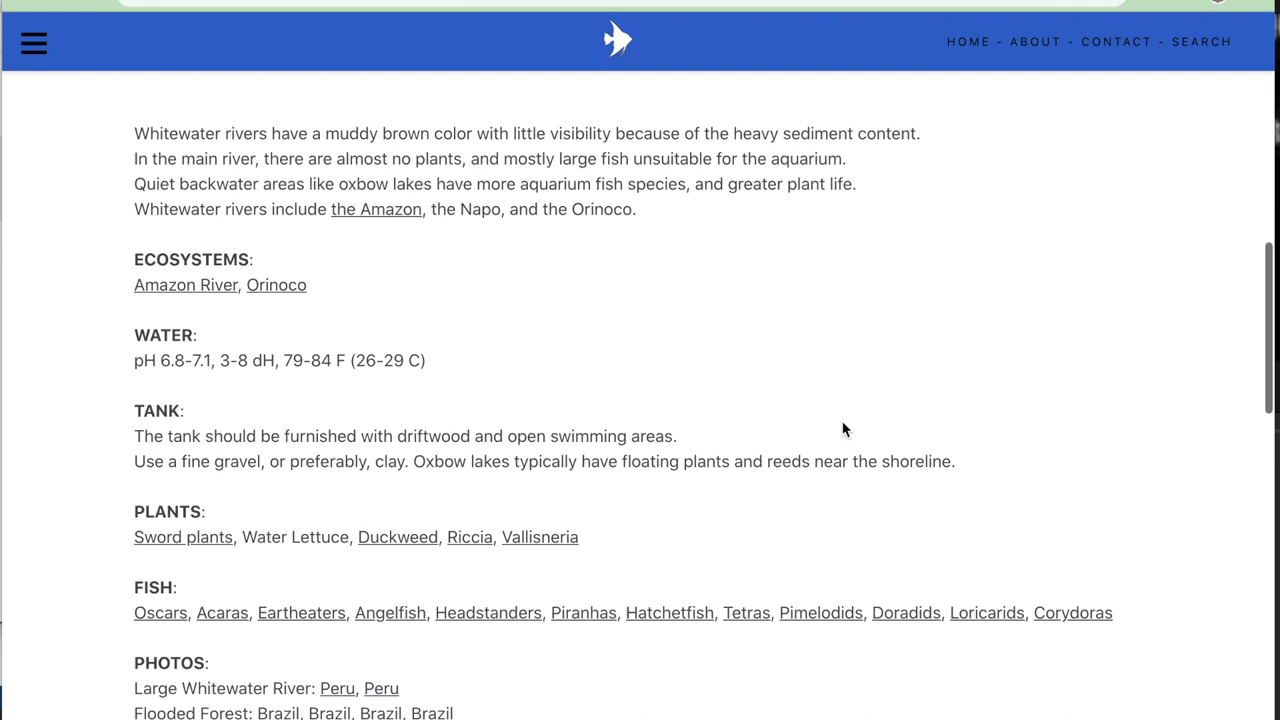 HOME - ABOUT - CONTACT - SEARCH
Whitewater rivers have a muddy brown color with little visibility because of the heavy sediment content.
In the main river, there are almost no plants, and mostly large fish unsuitable for the aquarium.
Quiet backwater areas like oxbow lakes have more aquarium fish species, and greater plant life.
Whitewater rivers include the Amazon, the Napo, and the Orinoco.
ECOSYSTEMS:
Amazon River, Orinoco
WATER:
pH 6.8-7.1, 3-8 dH, 79-84 F (26-29 C)
TANK:
The tank should be furnished with driftwood and open swimming areas.
Use a fine gravel, or preferably, clay. Oxbow lakes typically have floating plants and reeds near the shoreline.
PLANTS:
Sword plants, Water Lettuce, Duckweed, Riccia, Vallisneria
FISH:
Oscars, Acaras, Eartheaters, Angelfish, Headstanders, Piranhas, Hatchetfish, Tetras, Pimelodids, Doradids, Loricarids, Corydoras
PHOTOS:
Large Whitewater River: Peru, Peru
Flooded Forest: Brazil, Brazil, Brazil, Brazil